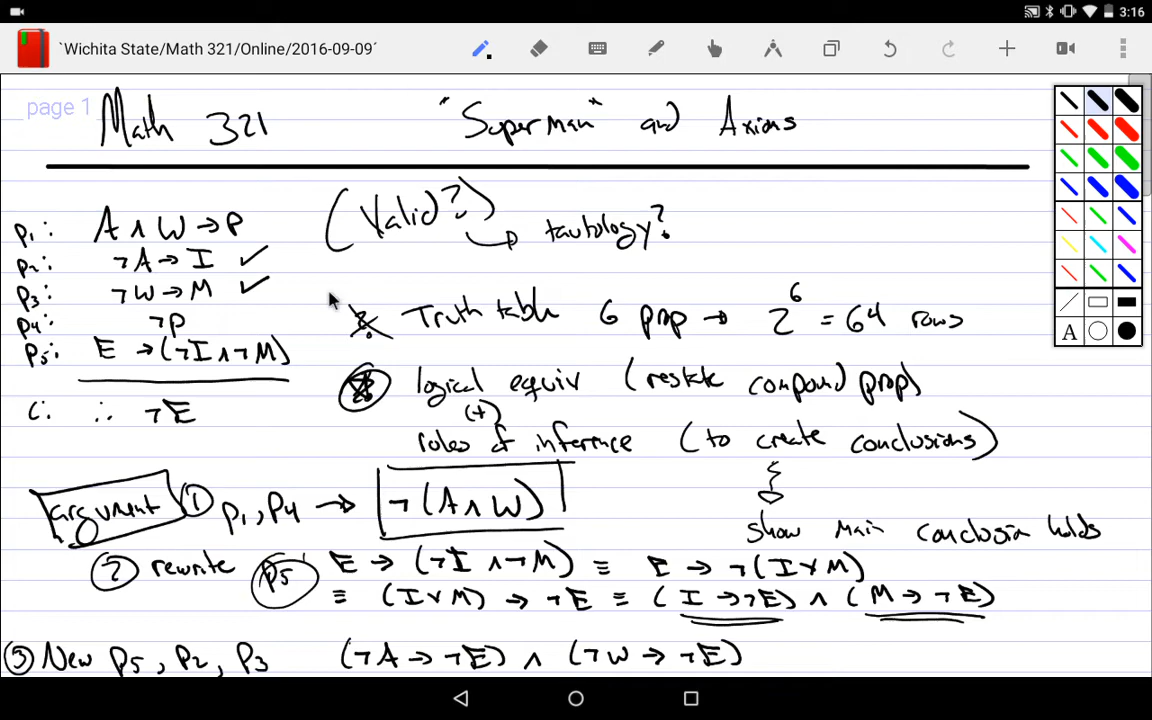 3:16
`Wichita State/Math 321/Online/2016-09-09´
page 1
Math 321 "Superman" and Axioms
(Valid?) → tautology?
p1: A ∧ W → P
p2: ¬A → I ✓
p3: ¬W → M ✓
p4: ¬P
p5: E → (¬I ∧ ¬M)
C: ∴ ¬E
Truth table 6 prop → 2^6 = 64 rows
logical equiv (restate compound prop)
(+)
rules of inference (to create conclusions)
show main conclusion holds
argument ① p1, p4 → ¬(A ∧ W)
② rewrite p5 E → (¬I ∧ ¬M) ≡ E → ¬(I ∨ M)
≡ (I ∨ M) → ¬E ≡ (I → ¬E) ∧ (M → ¬E)
③ New p5, p2, p3 (¬A → ¬E) ∧ (¬W → ¬E)
A